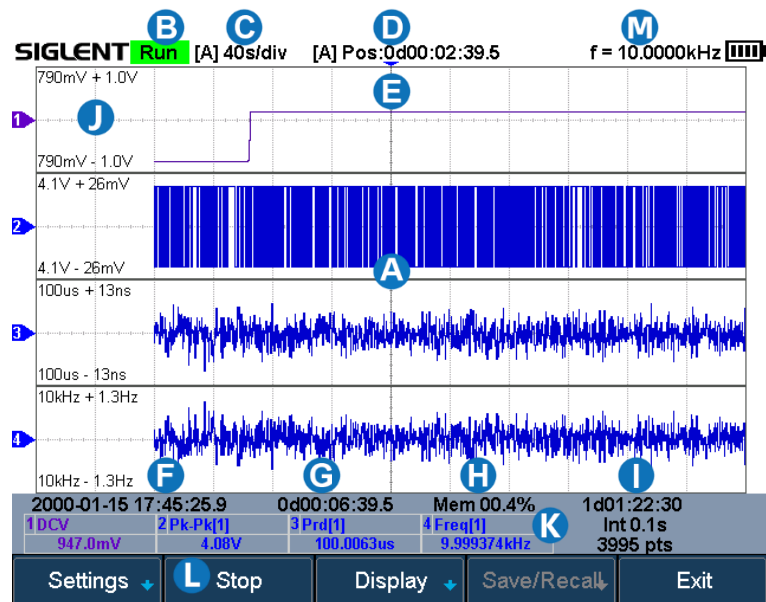 B C D M
SIGLENT Run [A] 40s/div [A] Pos:0d00:02:39.5 f = 10.0000kHz
790mV + 1.0V
E
1 J
790mV - 1.0V
4.1V + 26mV
2
4.1V - 26mV
A
100us + 13ns
3
100us - 13ns
10kHz + 1.3Hz
4
10kHz - 1.3Hz
F G H I
2000-01-15 17:45:25.9 0d00:06:39.5 Mem 00.4% 1d01:22:30
1 DCV 2 Pk-Pk[1] 3 Prd[1] 4 Freq[1] K Int 0.1s
947.0mV 4.08V 100.0063us 9.999374kHz 3995 pts
Settings L Stop Display Save/Recall Exit